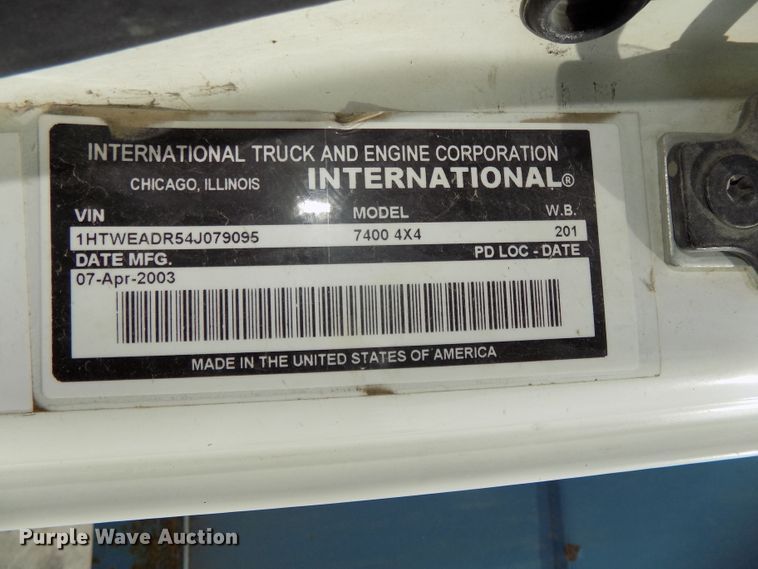 INTERNATIONAL TRUCK AND ENGINE CORPORATION
CHICAGO, ILLINOIS INTERNATIONAL®
VIN MODEL W.B.
1HTWEADR54J079095 7400 4X4 201
DATE MFG. PD LOC - DATE
07-Apr-2003
MADE IN THE UNITED STATES OF AMERICA
Purple Wave Auction